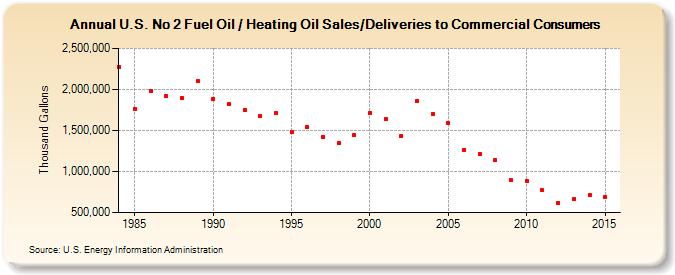 Annual U.S. No 2 Fuel Oil / Heating Oil Sales/Deliveries to Commercial Consumers
Thousand Gallons
2,500,000
2,000,000
1,500,000
1,000,000
500,000
1985 1990 1995 2000 2005 2010 2015
Source: U.S. Energy Information Administration